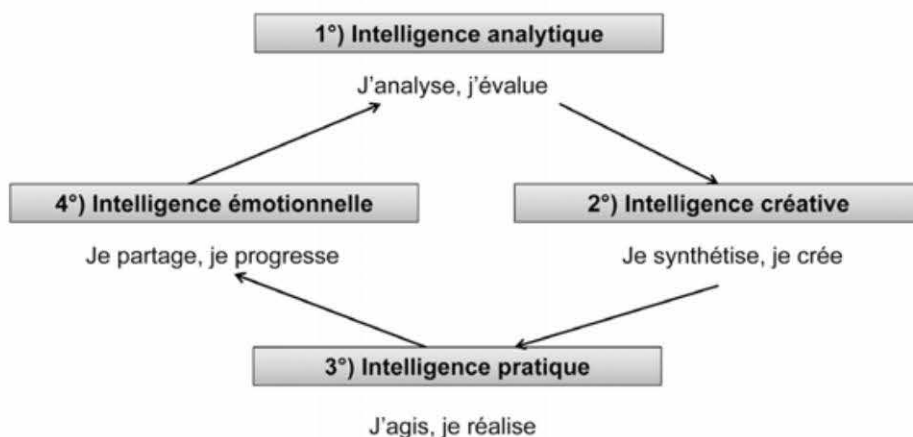 1°) Intelligence analytique
J'analyse, j'évalue
4°) Intelligence émotionnelle
2°) Intelligence créative
Je partage, je progresse
Je synthétise, je crée
3°) Intelligence pratique
J'agis, je réalise